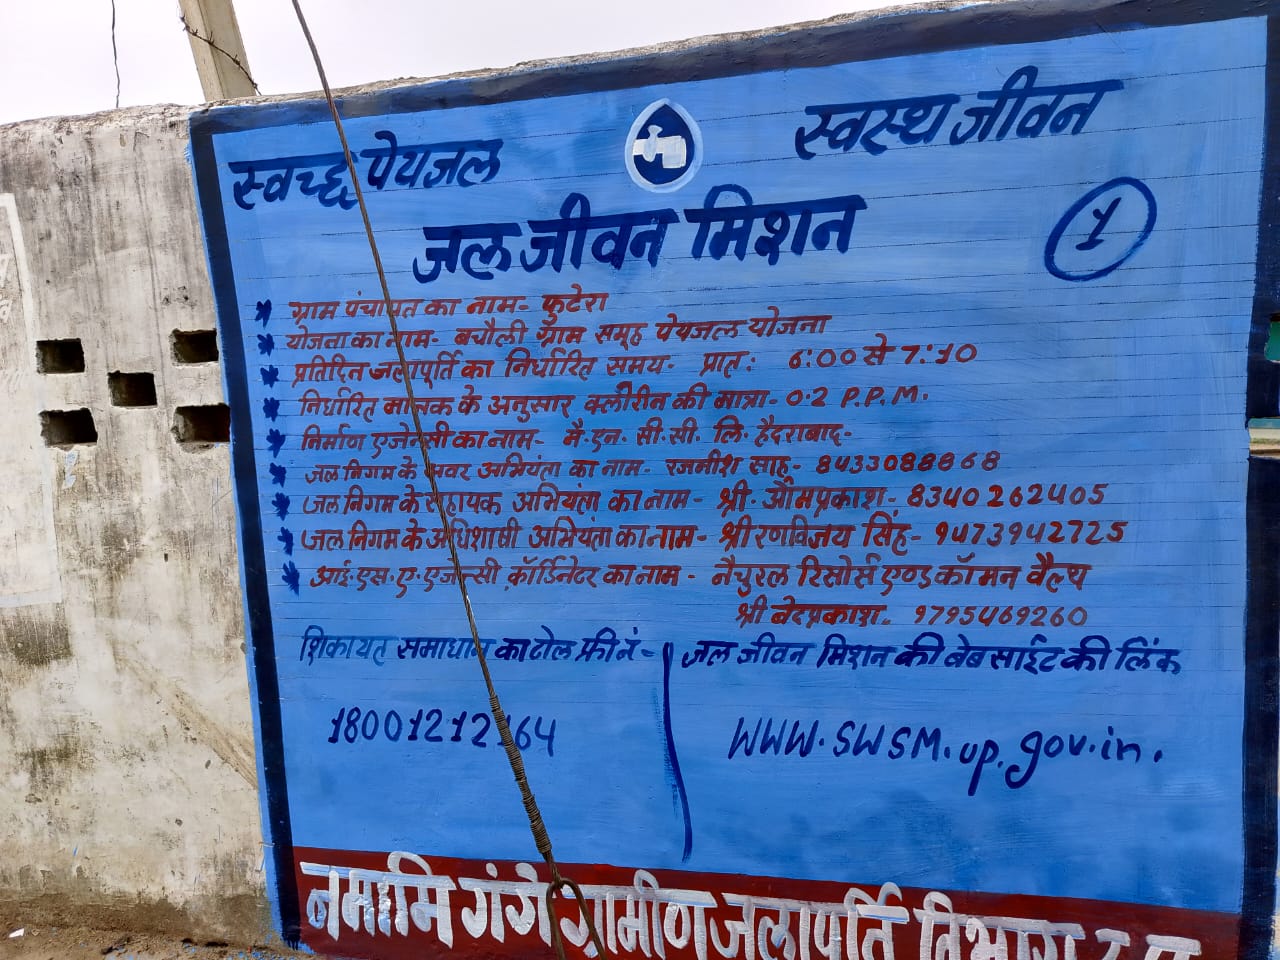 स्वच्छ पेयजल स्वस्थ जीवन
जल जीवन मिशन
1
* ग्राम पंचायत का नाम- फुटेरा
* योजना का नाम- बचौली ग्राम समूह पेयजल योजना
* प्रतिदिन जलापूर्ति का निर्धारित समय- प्रात: 6:00 से 7:10
* निर्धारित मानक के अनुसार क्लोरीन की मात्रा- 0.2 P.P.M.
* निर्माण एजेन्सी का नाम- मै.एन. सी.सी. लि. हैदराबाद-
* जल निगम के अवर अभियंता का नाम- रजनीश साहू- 8433088868
* जल निगम के सहायक अभियंता का नाम- श्री. ओमप्रकाश- 8340262405
* जल निगम के अधिशाषी अभियंता का नाम- श्री रणविजय सिंह- 9473942725
* आई.एस.ए. एजेन्सी कॉर्डिनेटर का नाम- नैचुरल रिसोर्स एण्ड कॉमन वैल्थ
श्री वेदप्रकाश- 9795469260
शिकायत समाधान का टोल फ्री नं-
18001212164
जल जीवन मिशन की बेबसाईट की लिंक
WWW.SWSM.up.gov.in.
नमामि गंगे ग्रामीण जलापूर्ति विभाग